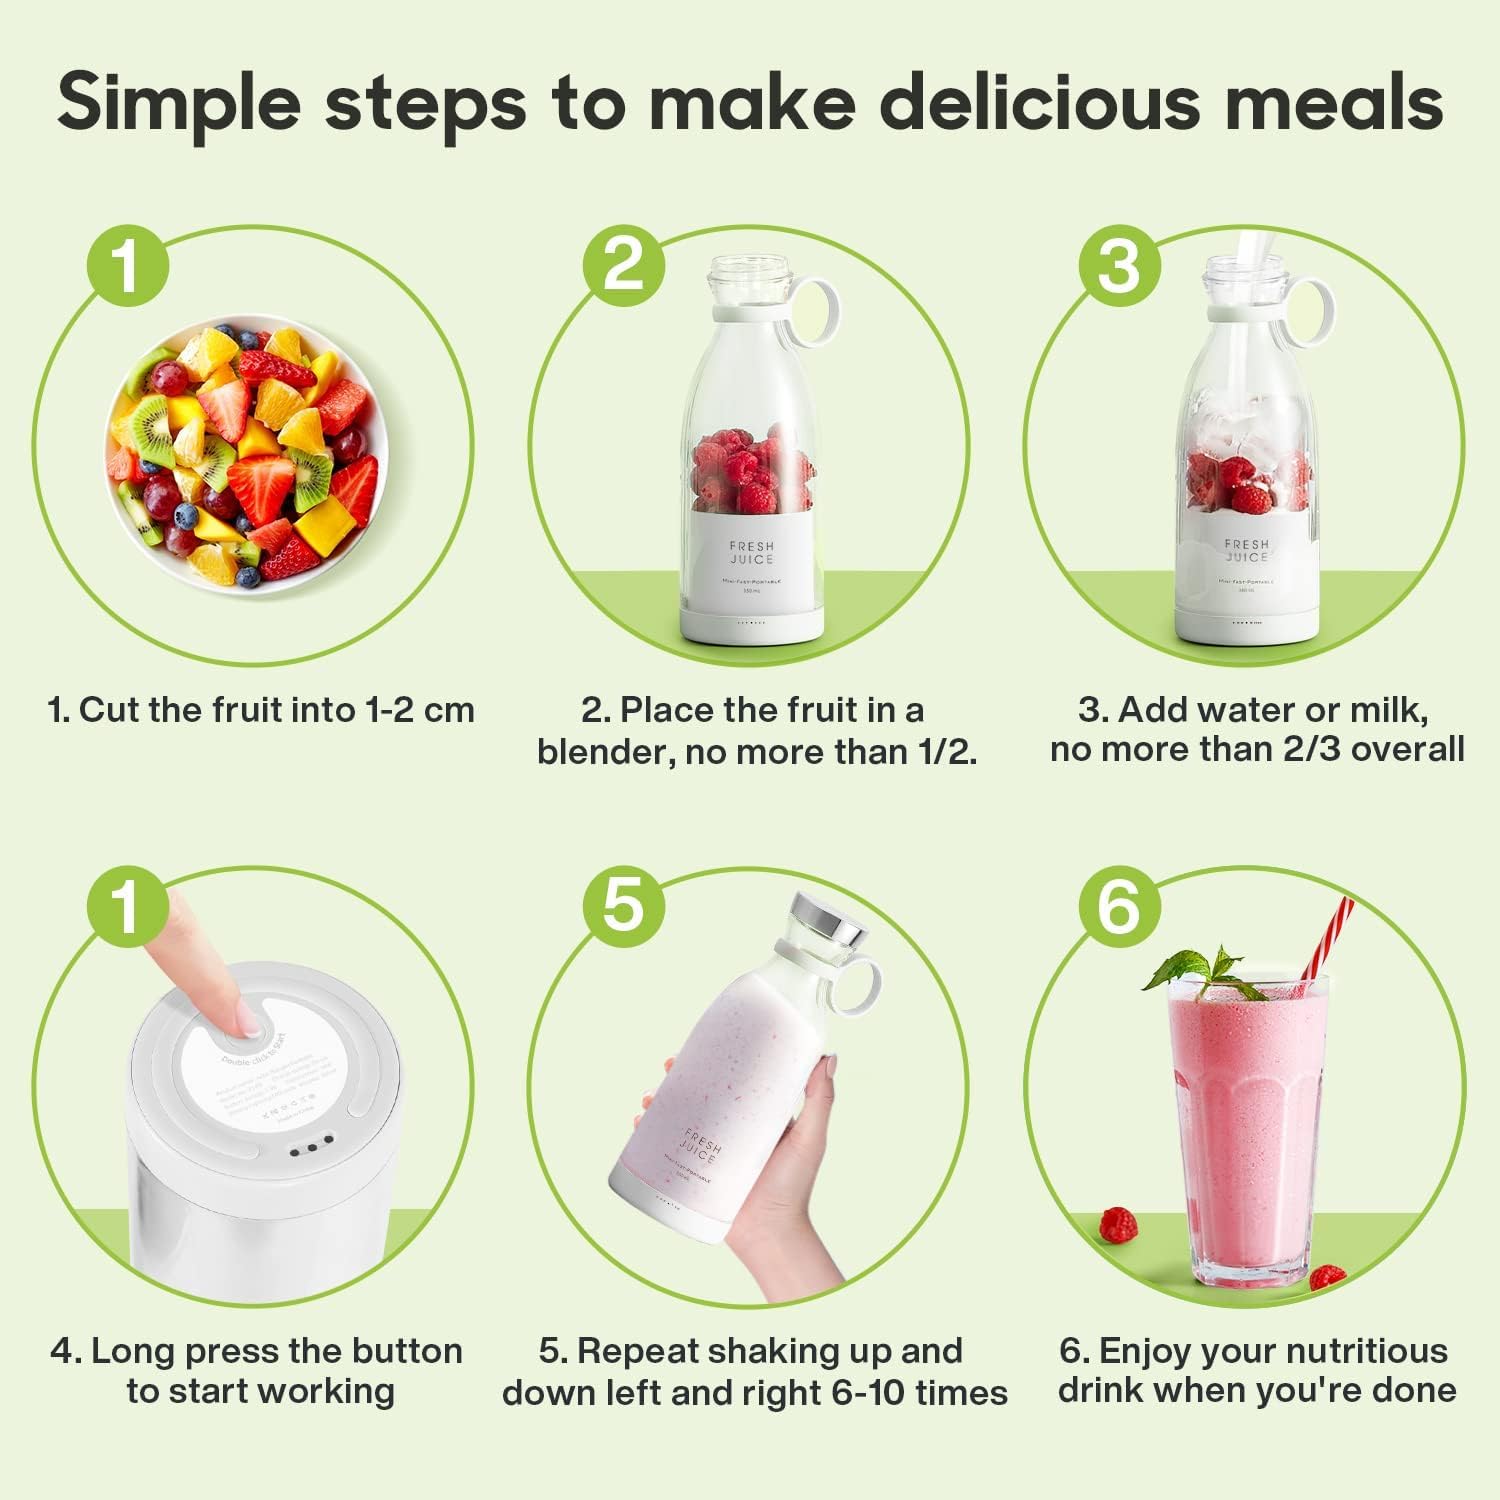 Simple steps to make delicious meals
1
2
3
FRESH
JUICE
MINI·FAST·PORTABLE
350 mL
FRESH
JUICE
MINI·FAST·PORTABLE
350 mL
1. Cut the fruit into 1-2 cm
2. Place the fruit in a
blender, no more than 1/2.
3. Add water or milk,
no more than 2/3 overall
1
5
6
Double click to Start
FRESH
JUICE
MINI·FAST·PORTABLE
4. Long press the button
to start working
5. Repeat shaking up and
down left and right 6-10 times
6. Enjoy your nutritious
drink when you're done